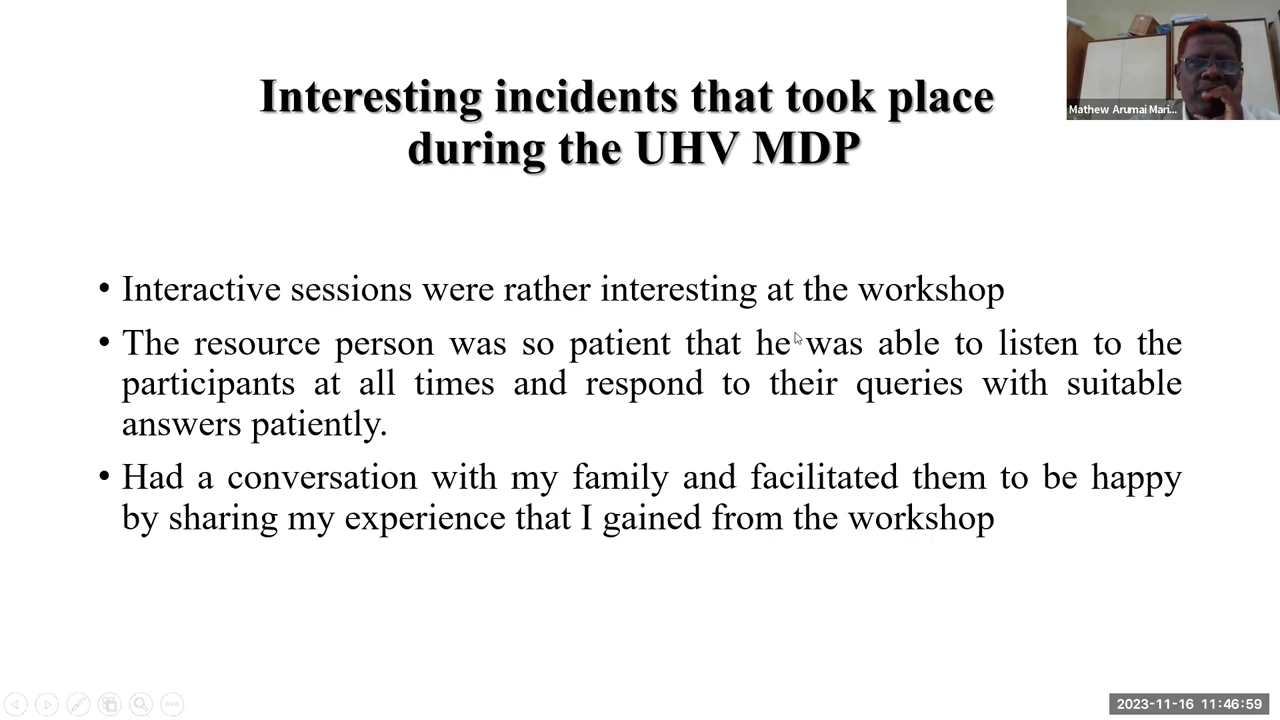 Interesting incidents that took place
during the UHV MDP
Mathew Arumai Mari...
• Interactive sessions were rather interesting at the workshop
• The resource person was so patient that he was able to listen to the
participants at all times and respond to their queries with suitable
answers patiently.
• Had a conversation with my family and facilitated them to be happy
by sharing my experience that I gained from the workshop
2023-11-16 11:46:59